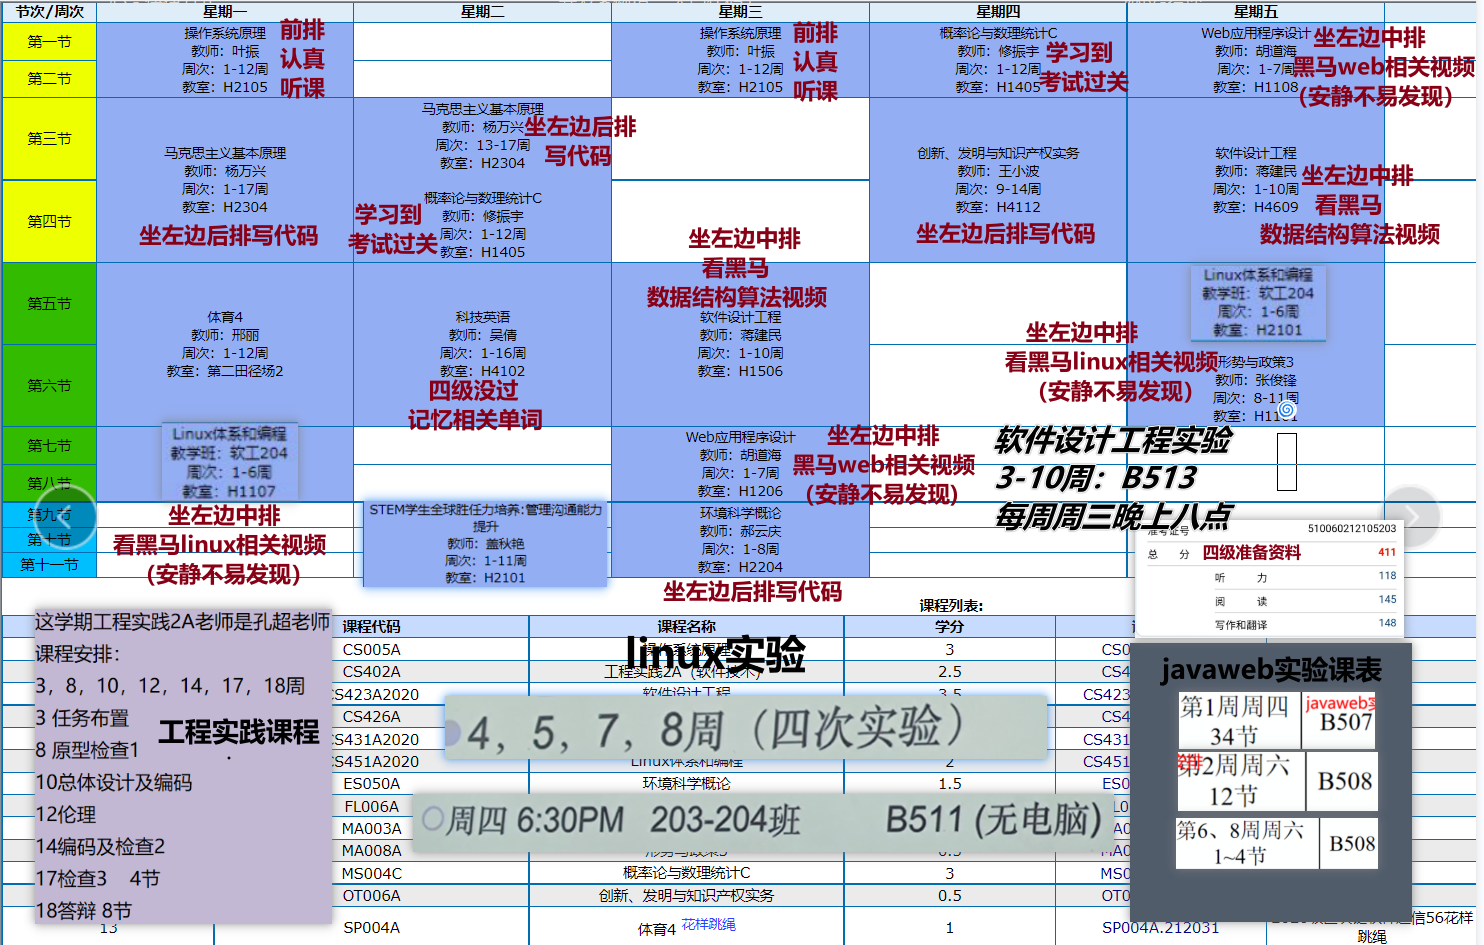 节次/周次 星期一 星期二 星期三 星期四 星期五
第一节
第二节
第三节
第四节
第五节
第六节
第七节
第八节
第九节
第十节
第十一节
操作系统原理
教师：叶振
周次：1-12周
教室：H2105
前排
认真
听课
马克思主义基本原理
教师：杨万兴
周次：1-17周
教室：H2304
坐左边后排写代码
体育4
教师：邢丽
周次：1-12周
教室：第二田径场2
Linux体系和编程
教学班：软工204
周次：1-6周
教室：H1107
坐左边中排
看黑马linux相关视频
（安静不易发现）
马克思主义基本原理
教师：杨万兴
周次：13-17周
教室：H2304
坐左边后排
写代码
概率论与数理统计C
教师：修振宇
周次：1-12周
教室：H1405
学习到
考试过关
科技英语
教师：吴倩
周次：1-16周
教室：H4102
四级没过
记忆相关单词
STEM学生全球胜任力培养:管理沟通能力
提升
教师：盖秋艳
周次：1-11周
教室：H2101
操作系统原理
教师：叶振
周次：1-12周
教室：H2105
前排
认真
听课
坐左边中排
看黑马
数据结构算法视频
软件设计工程
教师：蒋建民
周次：1-10周
教室：H1506
Web应用程序设计
教师：胡道海
周次：1-7周
教室：H1206
坐左边中排
黑马web相关视频
（安静不易发现）
环境科学概论
教师：郝云庆
周次：1-8周
教室：H2204
坐左边后排写代码
概率论与数理统计C
教师：修振宇
周次：1-12周
教室：H1405
学习到
考试过关
创新、发明与知识产权实务
教师：王小波
周次：9-14周
教室：H4112
坐左边后排写代码
Web应用程序设计
教师：胡道海
周次：1-7周
教室：H1108
坐左边中排
黑马web相关视频
（安静不易发现）
软件设计工程
教师：蒋建民
周次：1-10周
教室：H4609
坐左边中排
看黑马
数据结构算法视频
Linux体系和编程
教学班：软工204
周次：1-6周
教室：H2101
坐左边中排
看黑马linux相关视频
（安静不易发现）
形势与政策3
教师：张俊锋
周次：8-11周
软件设计工程实验
3-10周：B513
每周周三晚上八点
准考证号 510060212105203
总 分 四级准备资料 411
听 力 118
阅 读 145
写作和翻译 148
课程列表:
课程代码 课程名称 学分
CS005A 操作系统原理 3
CS402A 工程实践2A（软件技术） 2.5
CS423A2020 软件设计工程 3.5
CS426A
CS431A2020
CS451A2020 Linux体系和编程 2
ES050A 环境科学概论 1.5
FL006A
MA003A
MA008A 形势与政策3 0.5
MS004C 概率论与数理统计C 3
OT006A 创新、发明与知识产权实务 0.5
13 SP004A 体育4 花样跳绳 1 SP004A.212031
跳绳
linux实验
4，5，7，8周（四次实验）
周四 6:30PM 203-204班 B511 (无电脑)
这学期工程实践2A老师是孔超老师
课程安排：
3，8，10，12，14，17，18周
3 任务布置
工程实践课程
8 原型检查1
10总体设计及编码
12伦理
14编码及检查2
17检查3 4节
18答辩 8节
javaweb实验课表
第1周周四
34节
B507
第2周周六
12节
B508
第6、8周周六
1~4节
B508